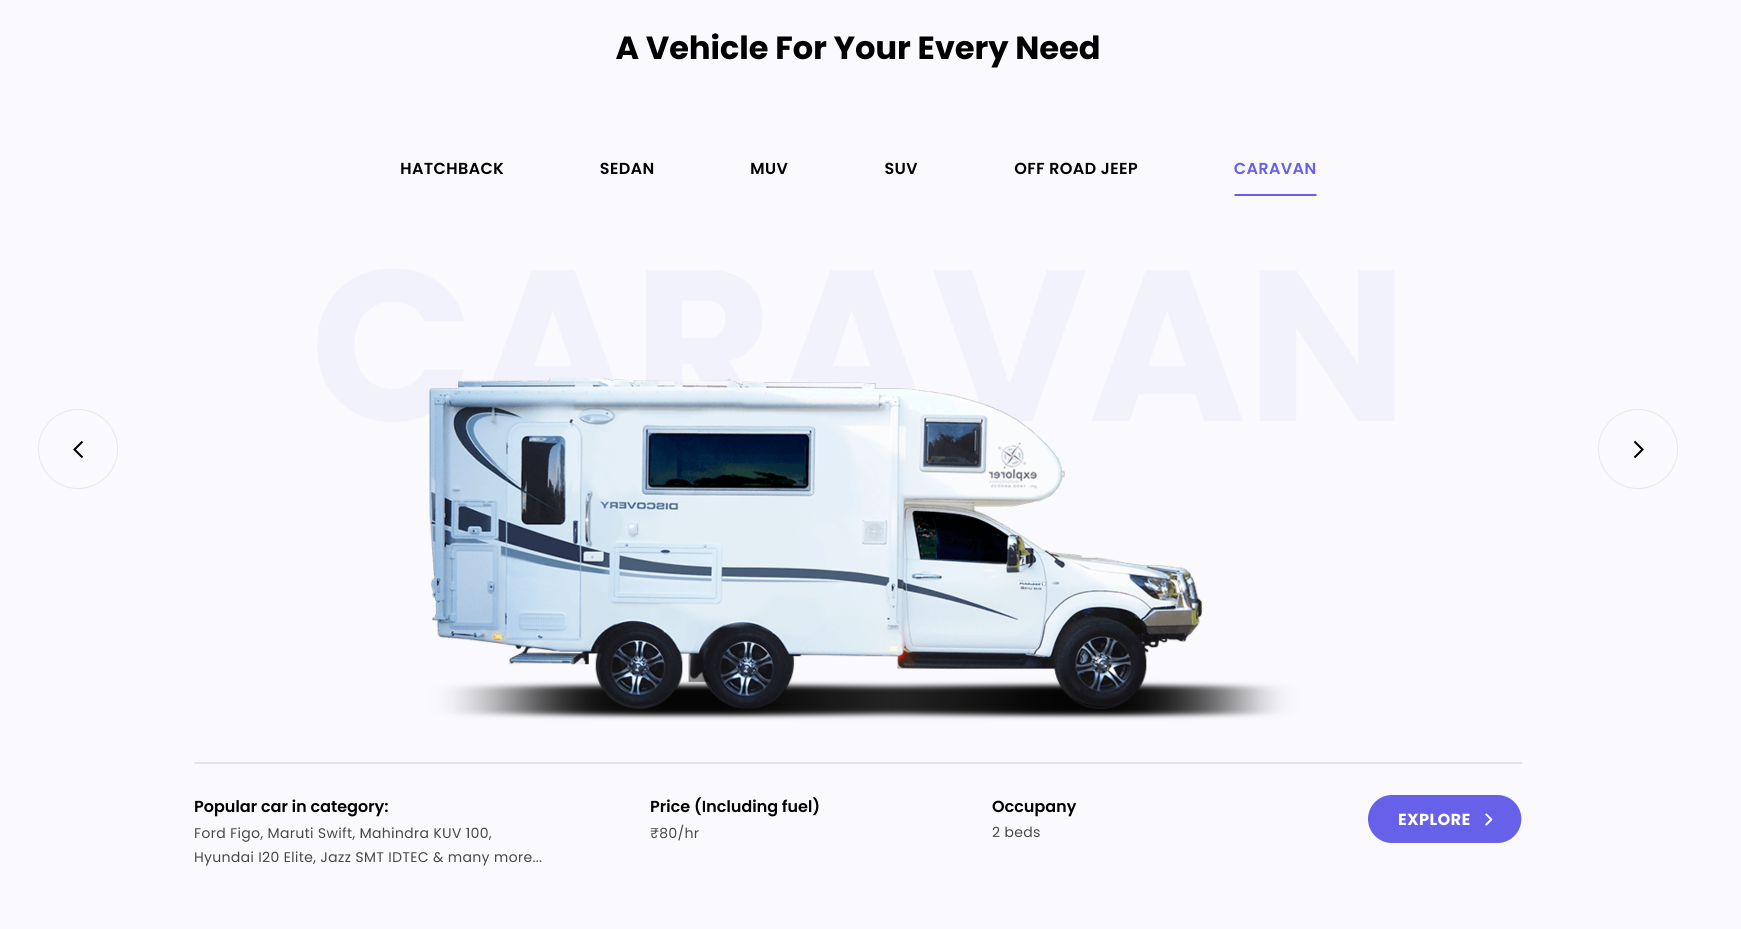 A Vehicle For Your Every Need
HATCHBACK SEDAN MUV SUV OFF ROAD JEEP CARAVAN
CARAVAN
explorer
DISCOVERY
Popular car in category: Price (Including fuel) Occupany
Ford Figo, Maruti Swift, Mahindra KUV 100, ₹80/hr 2 beds EXPLORE
Hyundai I20 Elite, Jazz SMT IDTEC & many more...